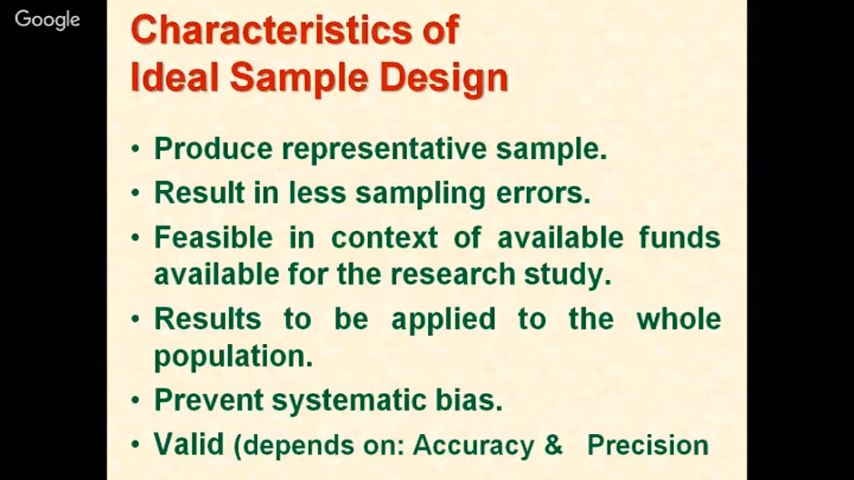 Google
Characteristics of
Ideal Sample Design
• Produce representative sample.
• Result in less sampling errors.
• Feasible in context of available funds
available for the research study.
• Results to be applied to the whole
population.
• Prevent systematic bias.
• Valid (depends on: Accuracy & Precision